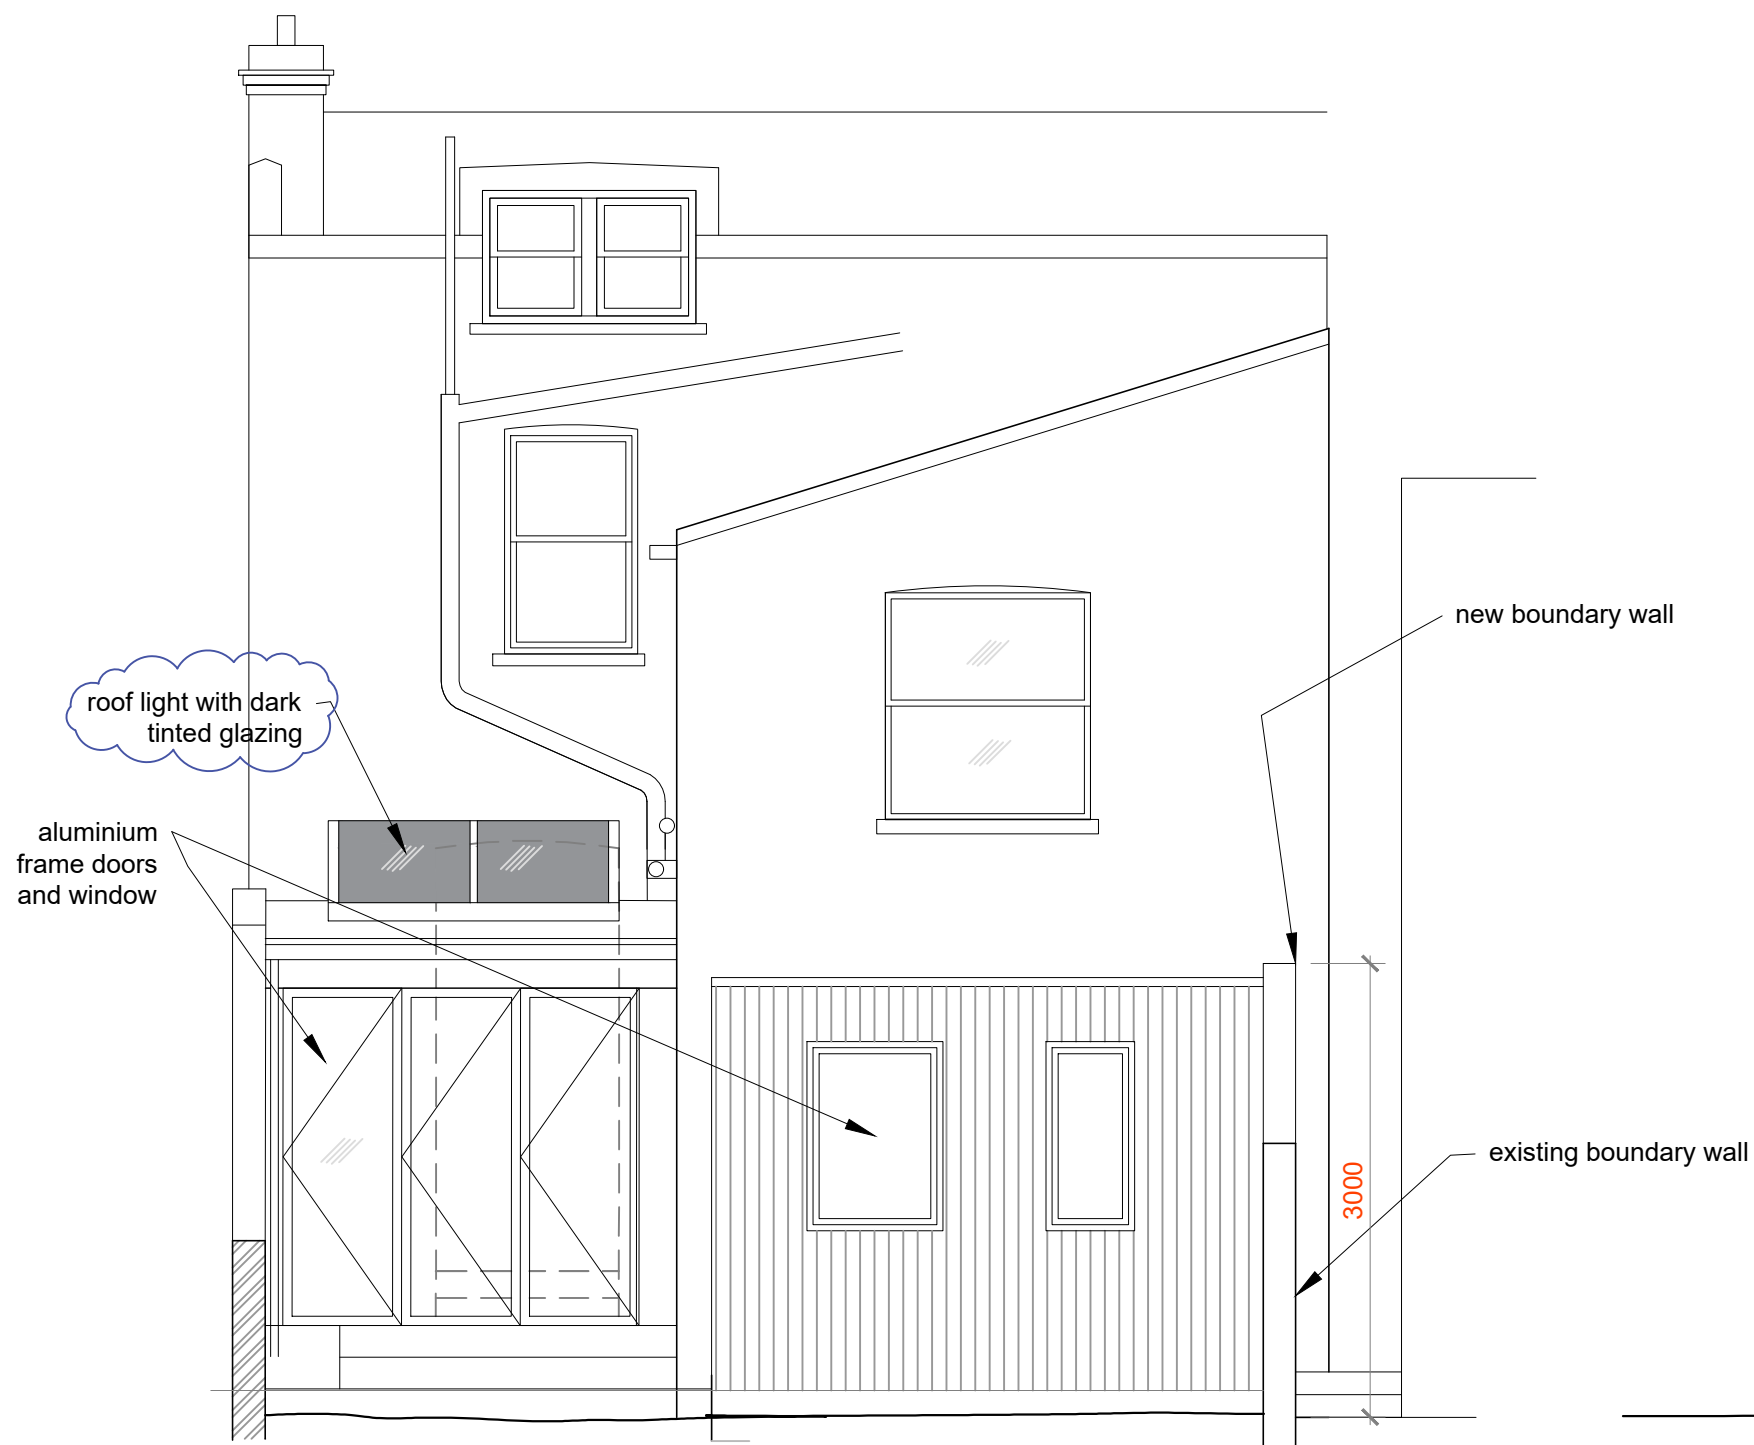 new boundary wall
roof light with dark
tinted glazing
aluminium
frame doors
and window
existing boundary wall
3000